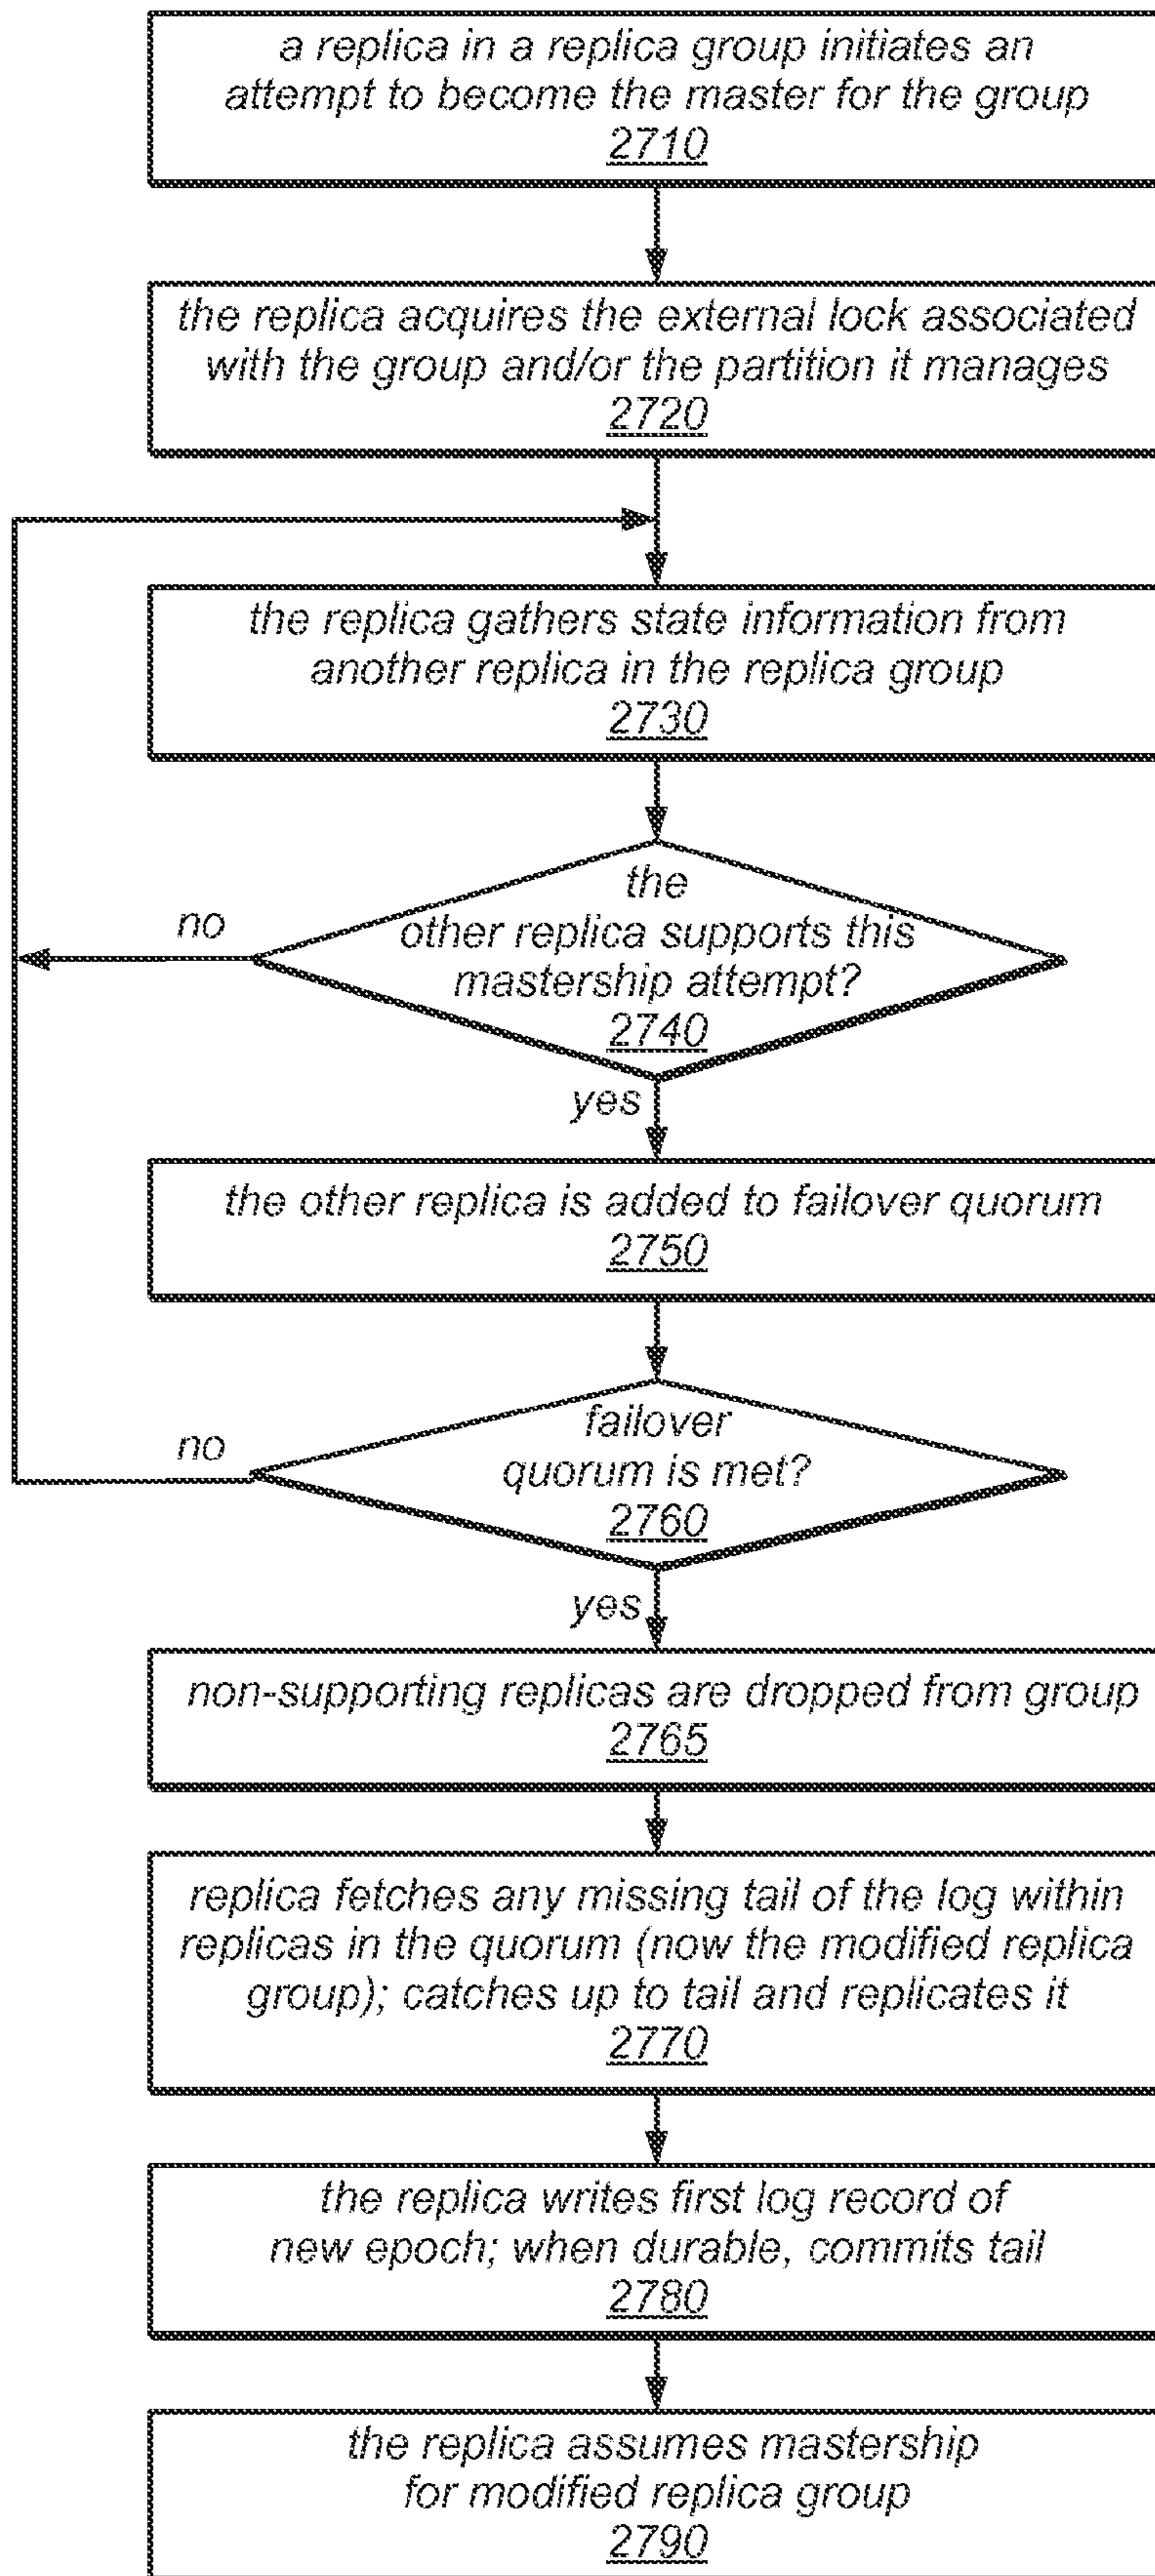 a replica in a replica group initiates an
attempt to become the master for the group
2710
the replica acquires the external lock associated
with the group and/or the partition it manages
2720
the replica gathers state information from
another replica in the replica group
2730
the
other replica supports this
mastership attempt?
2740
no
yes
the other replica is added to failover quorum
2750
failover
quorum is met?
2760
no
yes
non-supporting replicas are dropped from group
2765
replica fetches any missing tail of the log within
replicas in the quorum (now the modified replica
group); catches up to tail and replicates it
2770
the replica writes first log record of
new epoch; when durable, commits tail
2780
the replica assumes mastership
for modified replica group
2790